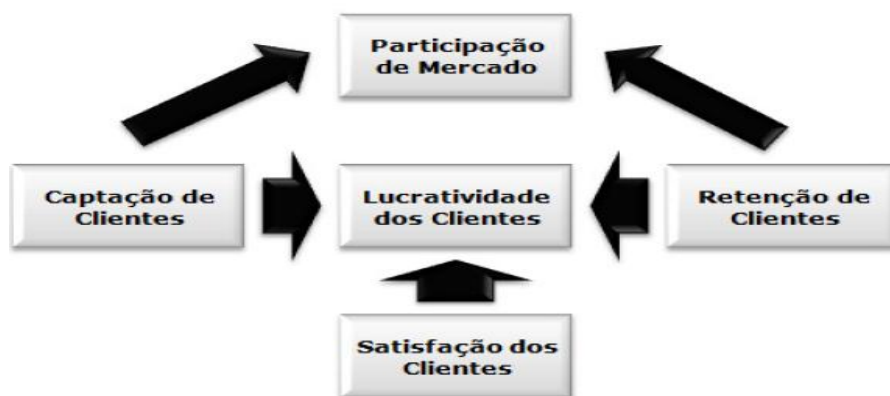 Participação
de Mercado
Captação de
Clientes
Lucratividade
dos Clientes
Retenção de
Clientes
Satisfação dos
Clientes